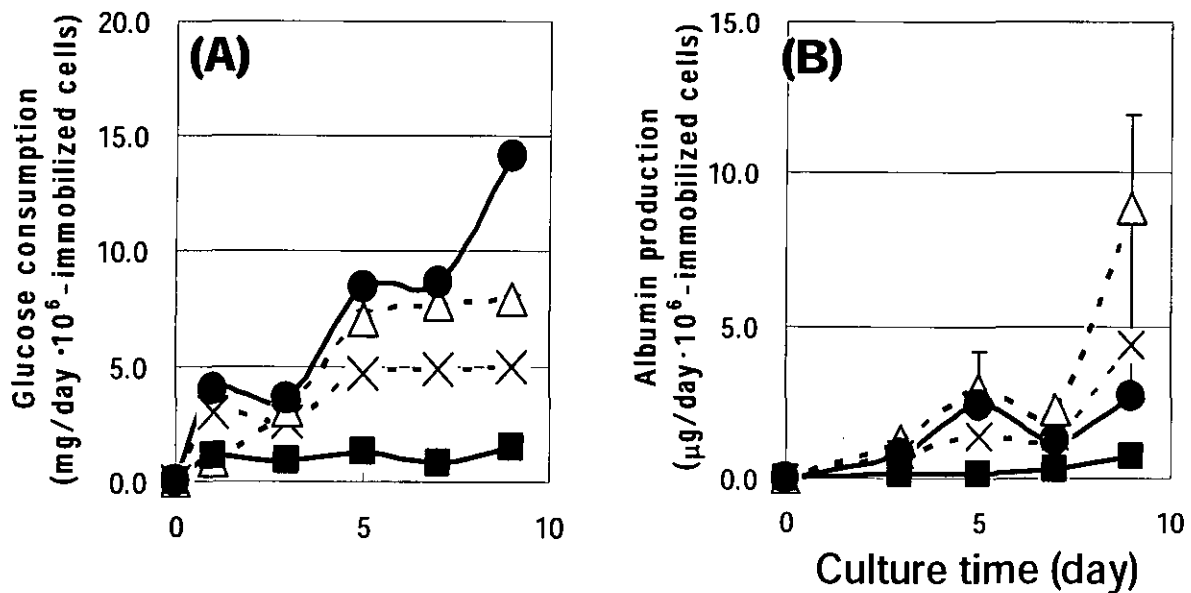 (A)
Glucose consumption
(mg/day·10⁶-immobilized cells)
20.0
15.0
10.0
5.0
0.0
0
5
10
(B)
Albumin production
(µg/day·10⁶-immobilized cells)
15.0
10.0
5.0
0.0
0
5
10
Culture time (day)